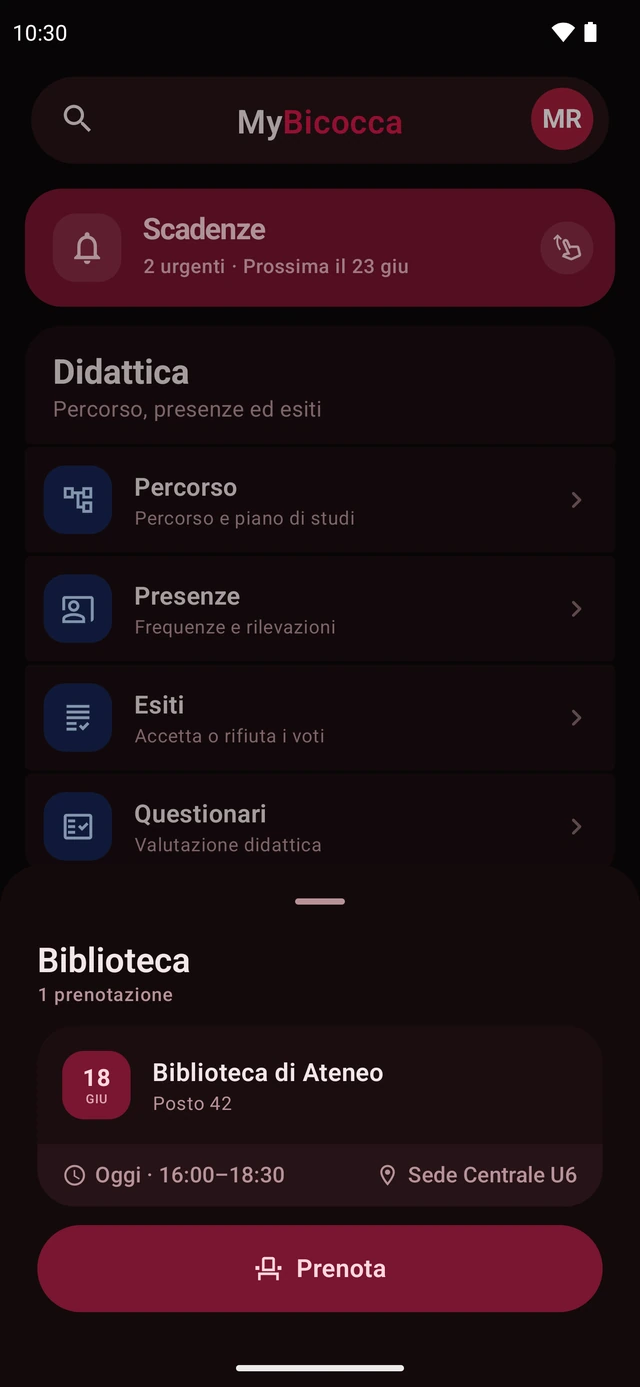 10:30
MyBicocca
MR
Scadenze
2 urgenti · Prossima il 23 giu
Didattica
Percorso, presenze ed esiti
Percorso
Percorso e piano di studi
Presenze
Frequenze e rilevazioni
Esiti
Accetta o rifiuta i voti
Questionari
Valutazione didattica
Biblioteca
1 prenotazione
18
GIU
Biblioteca di Ateneo
Posto 42
Oggi · 16:00–18:30
Sede Centrale U6
Prenota